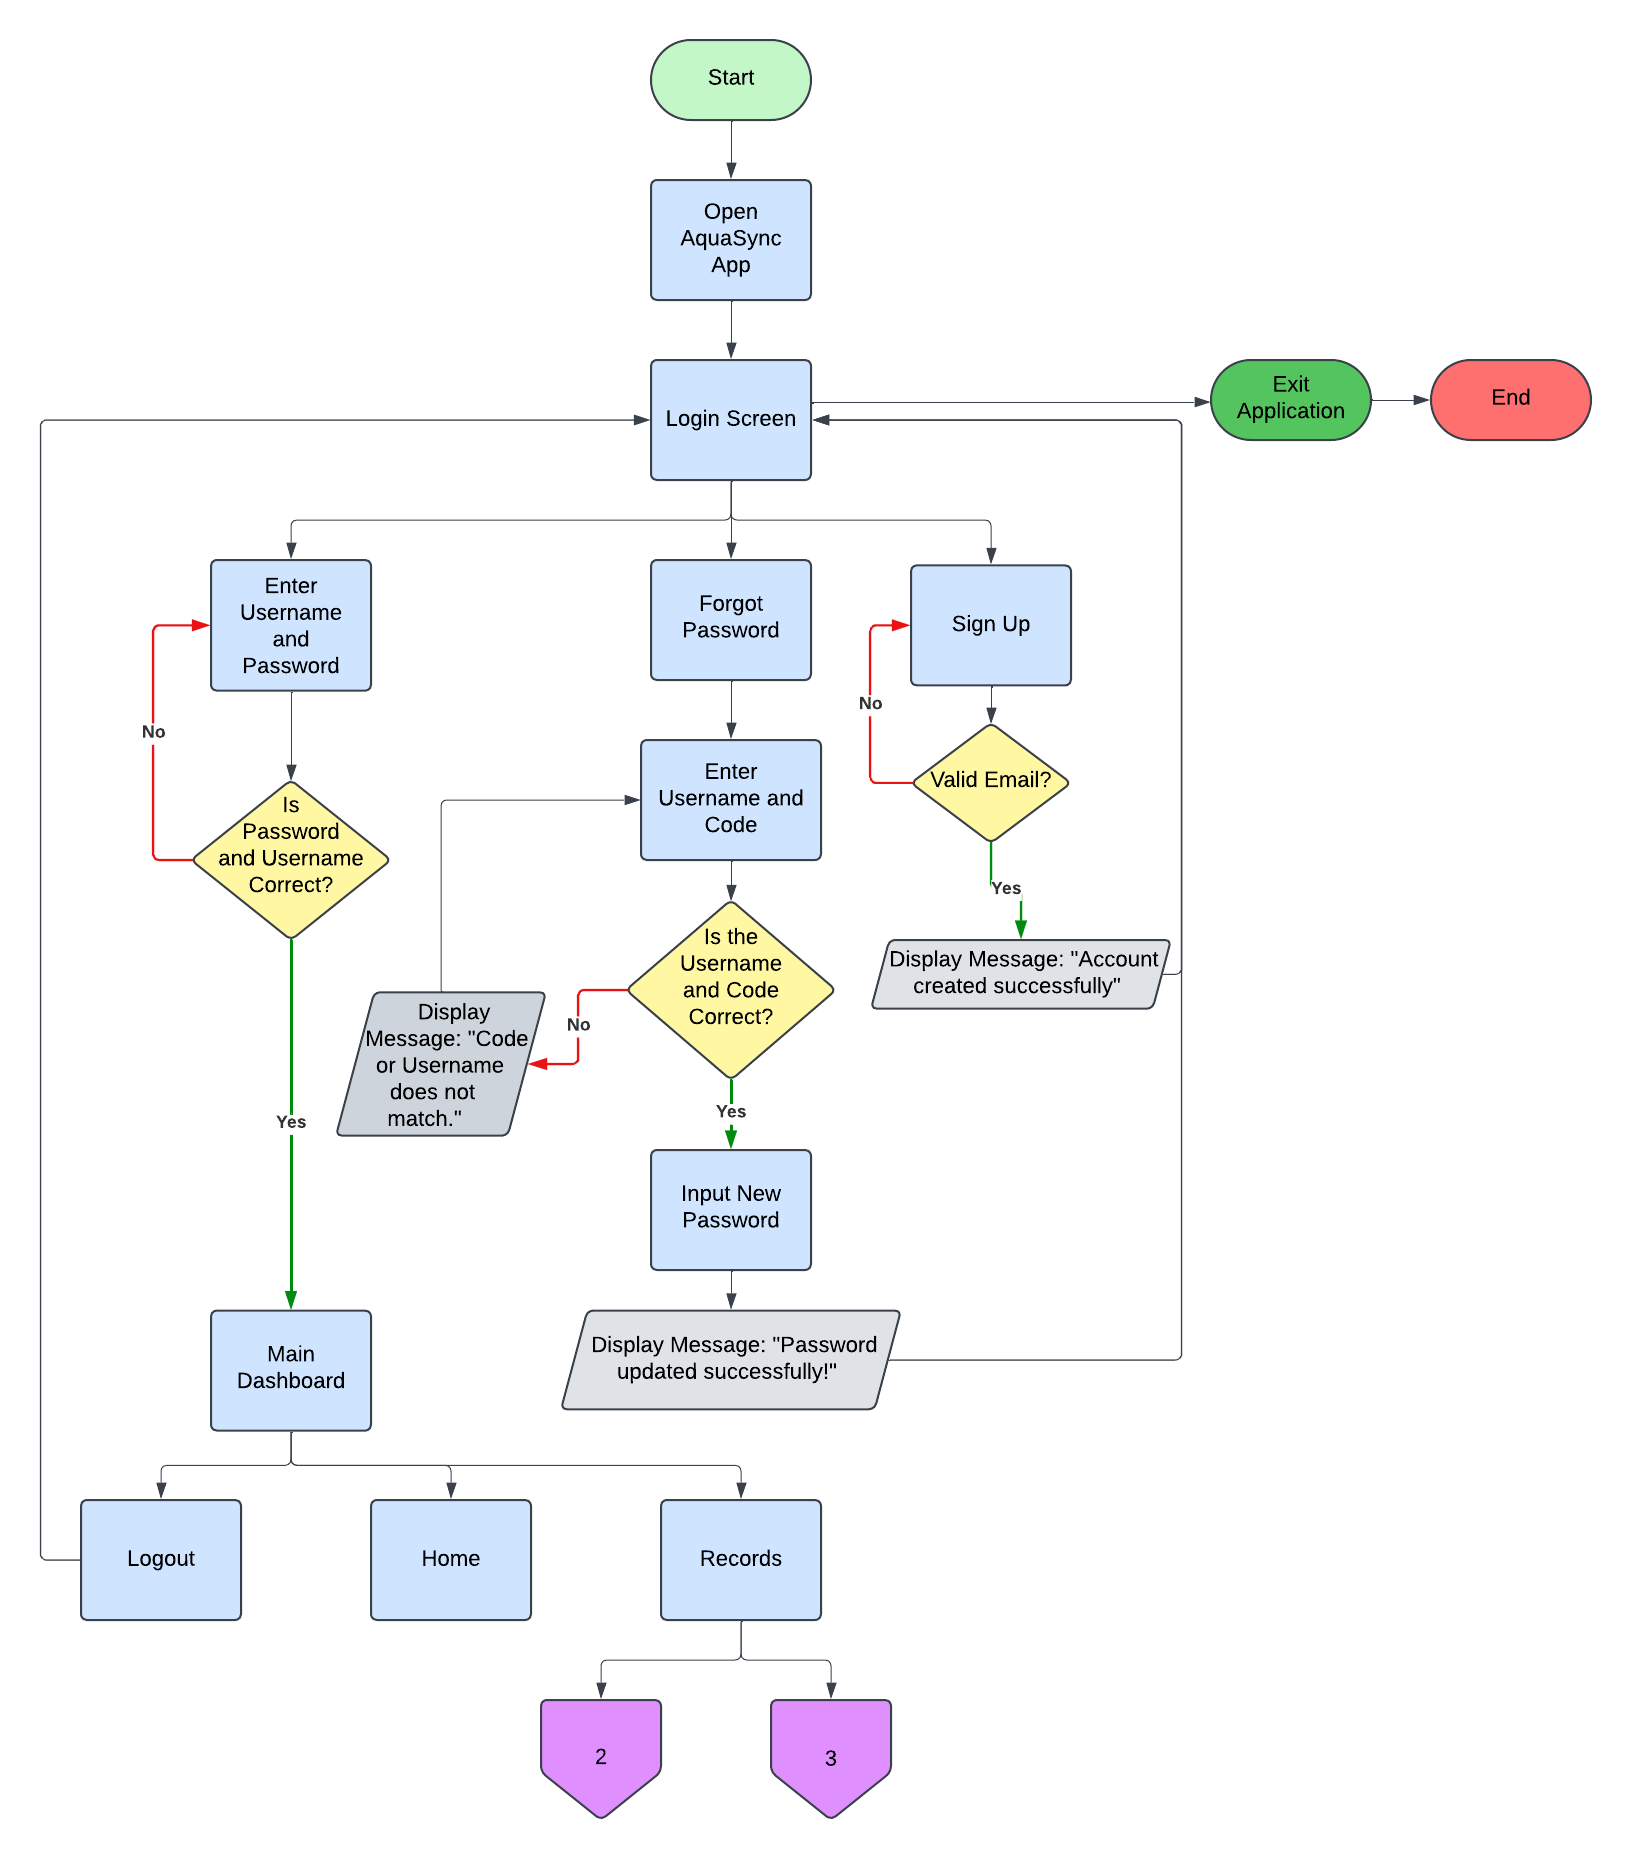 Start
Open
AquaSync
App
Login Screen
Exit
Application
End
Enter
Username
and
Password
Forgot
Password
Sign Up
No
No
Valid Email?
Enter
Username and
Code
Is
Password
and Username
Correct?
Yes
Is the
Username
and Code
Correct?
Display Message: "Account
created successfully"
No
Display
Message: "Code
or Username
does not
match."
Yes
Yes
Input New
Password
Display Message: "Password
updated successfully!"
Main
Dashboard
Logout
Home
Records
2
3